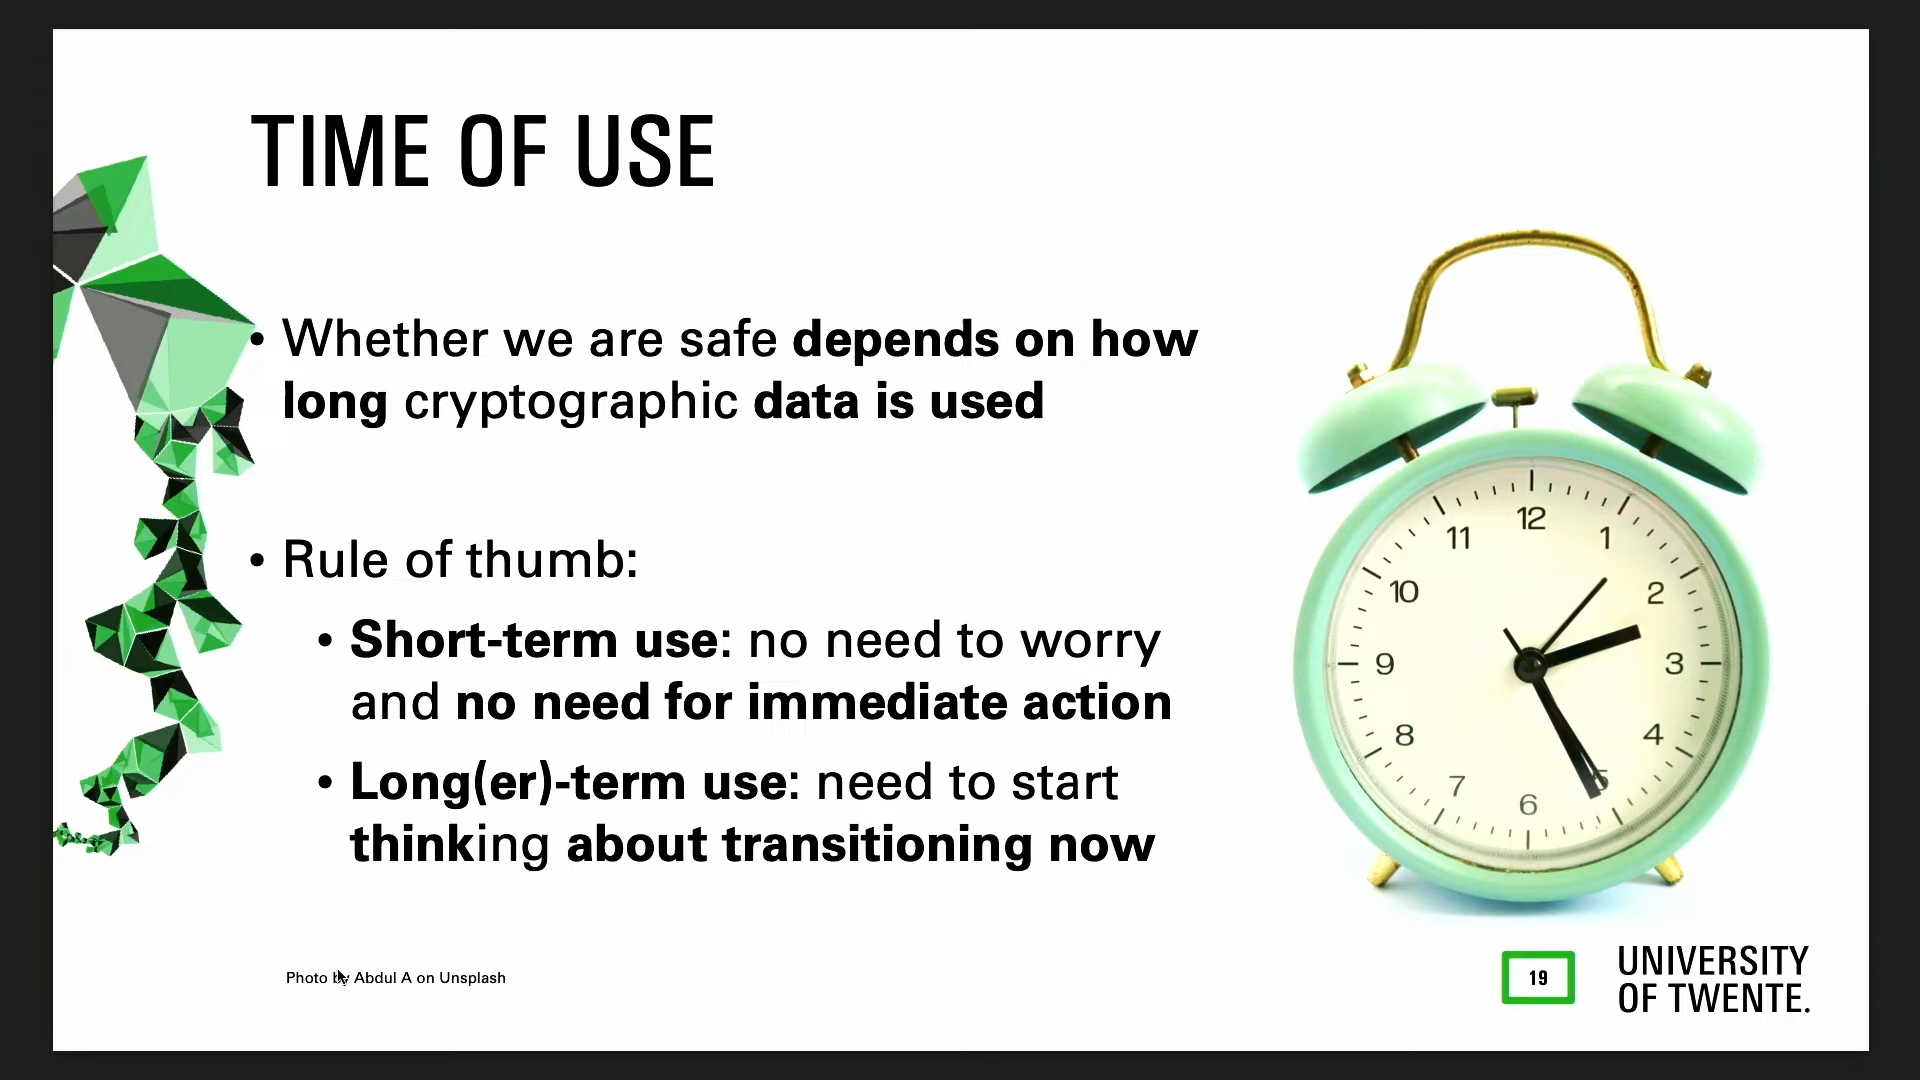 TIME OF USE
• Whether we are safe depends on how
long cryptographic data is used
• Rule of thumb:
• Short-term use: no need to worry
and no need for immediate action
• Long(er)-term use: need to start
thinking about transitioning now
12
1
2
3
4
5
6
7
8
9
10
11
Photo by Abdul A on Unsplash
19
UNIVERSITY
OF TWENTE.